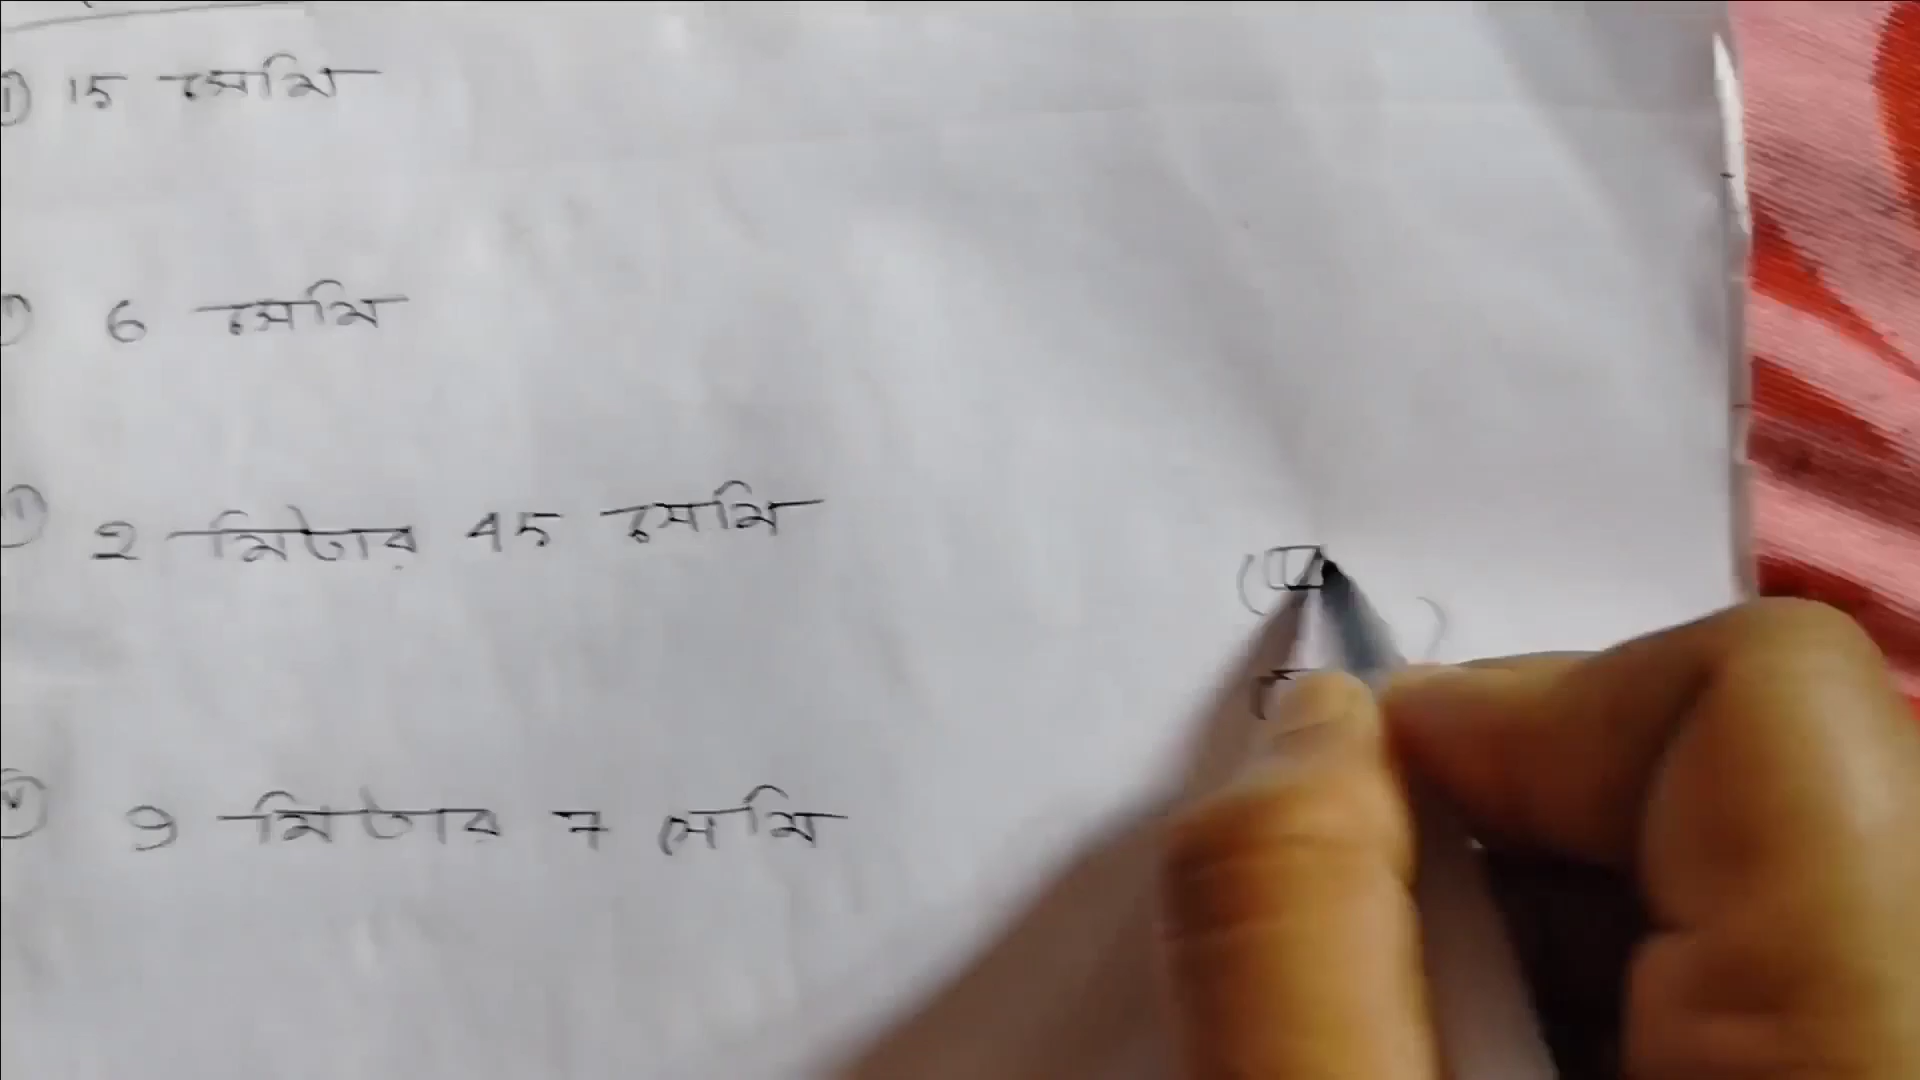 (i) 15 সেমি
6 সেমি
2 মিটার 45 সেমি
9 মিটার 7 সেমি